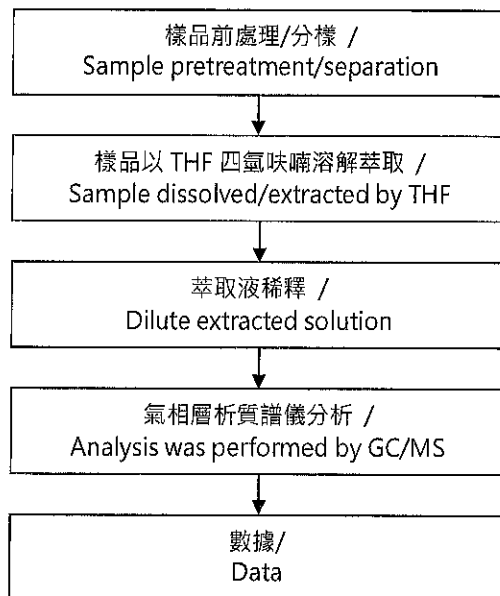 樣品前處理/分樣 /
Sample pretreatment/separation
樣品以 THF 四氫呋喃溶解萃取 /
Sample dissolved/extracted by THF
萃取液稀釋 /
Dilute extracted solution
氣相層析質譜儀分析 /
Analysis was performed by GC/MS
數據/
Data